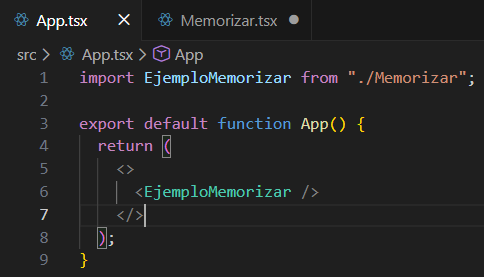 App.tsx
Memorizar.tsx
src > App.tsx > App
1 import EjemploMemorizar from "./Memorizar";
2
3 export default function App() {
4   return (
5     <>
6       <EjemploMemorizar />
7     </>
8   );
9 }